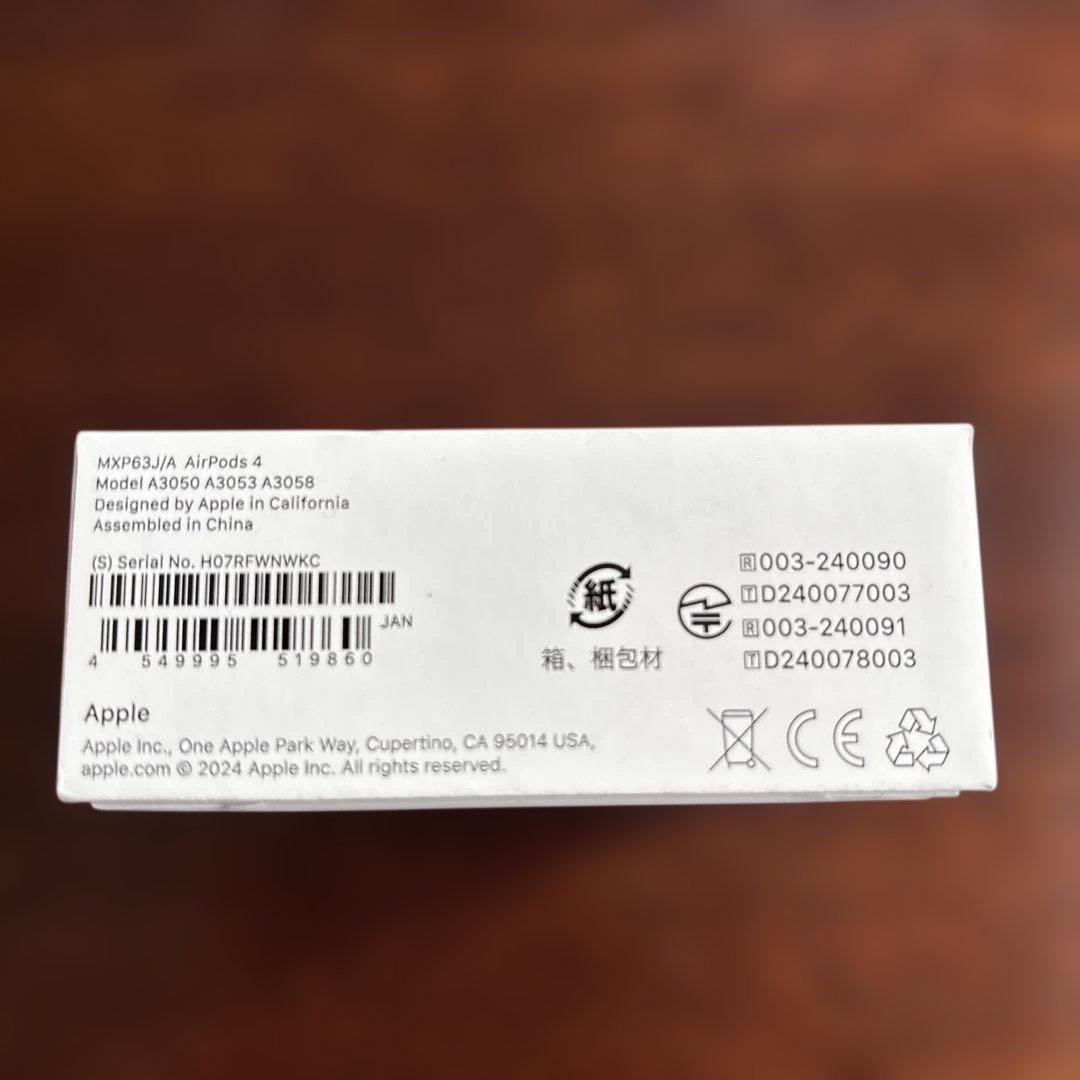 MXP63J/A AirPods 4
Model A3050 A3053 A3058
Designed by Apple in California
Assembled in China
(S) Serial No. H07RFWNWKC
JAN
4 549995 519860
紙
箱、梱包材
R003-240090
TD240077003
R003-240091
TD240078003
Apple
Apple Inc., One Apple Park Way, Cupertino, CA 95014 USA,
apple.com © 2024 Apple Inc. All rights reserved.
CE